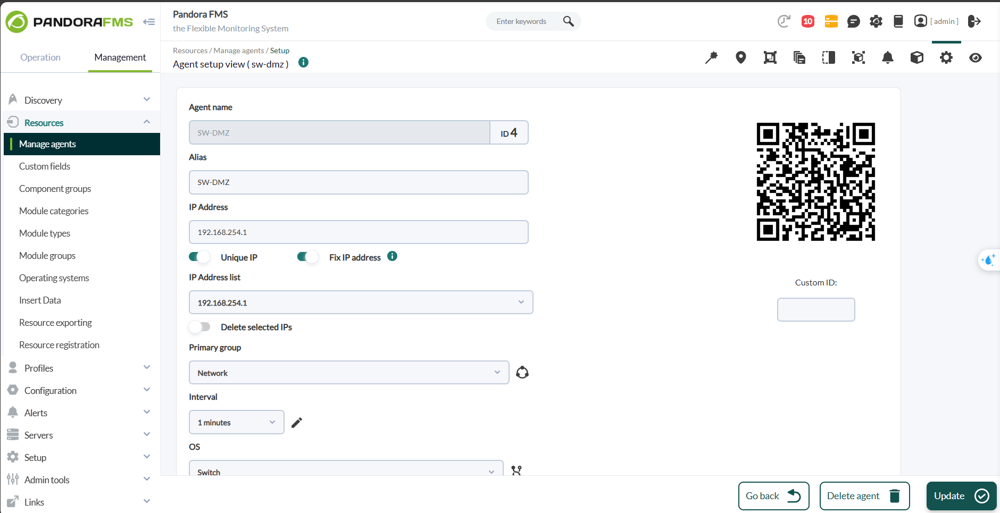 PANDORAFMS
Pandora FMS
the Flexible Monitoring System
Enter keywords
10
[ admin ]
Operation
Management
Resources / Manage agents / Setup
Agent setup view ( sw-dmz )
Discovery
Resources
Manage agents
Custom fields
Component groups
Module categories
Module types
Module groups
Operating systems
Insert Data
Resource exporting
Resource registration
Profiles
Configuration
Alerts
Servers
Setup
Admin tools
Links
Agent name
SW-DMZ
ID 4
Alias
SW-DMZ
IP Address
192.168.254.1
Unique IP
Fix IP address
IP Address list
192.168.254.1
Delete selected IPs
Primary group
Network
Interval
1 minutes
OS
Switch
Custom ID:
Go back
Delete agent
Update